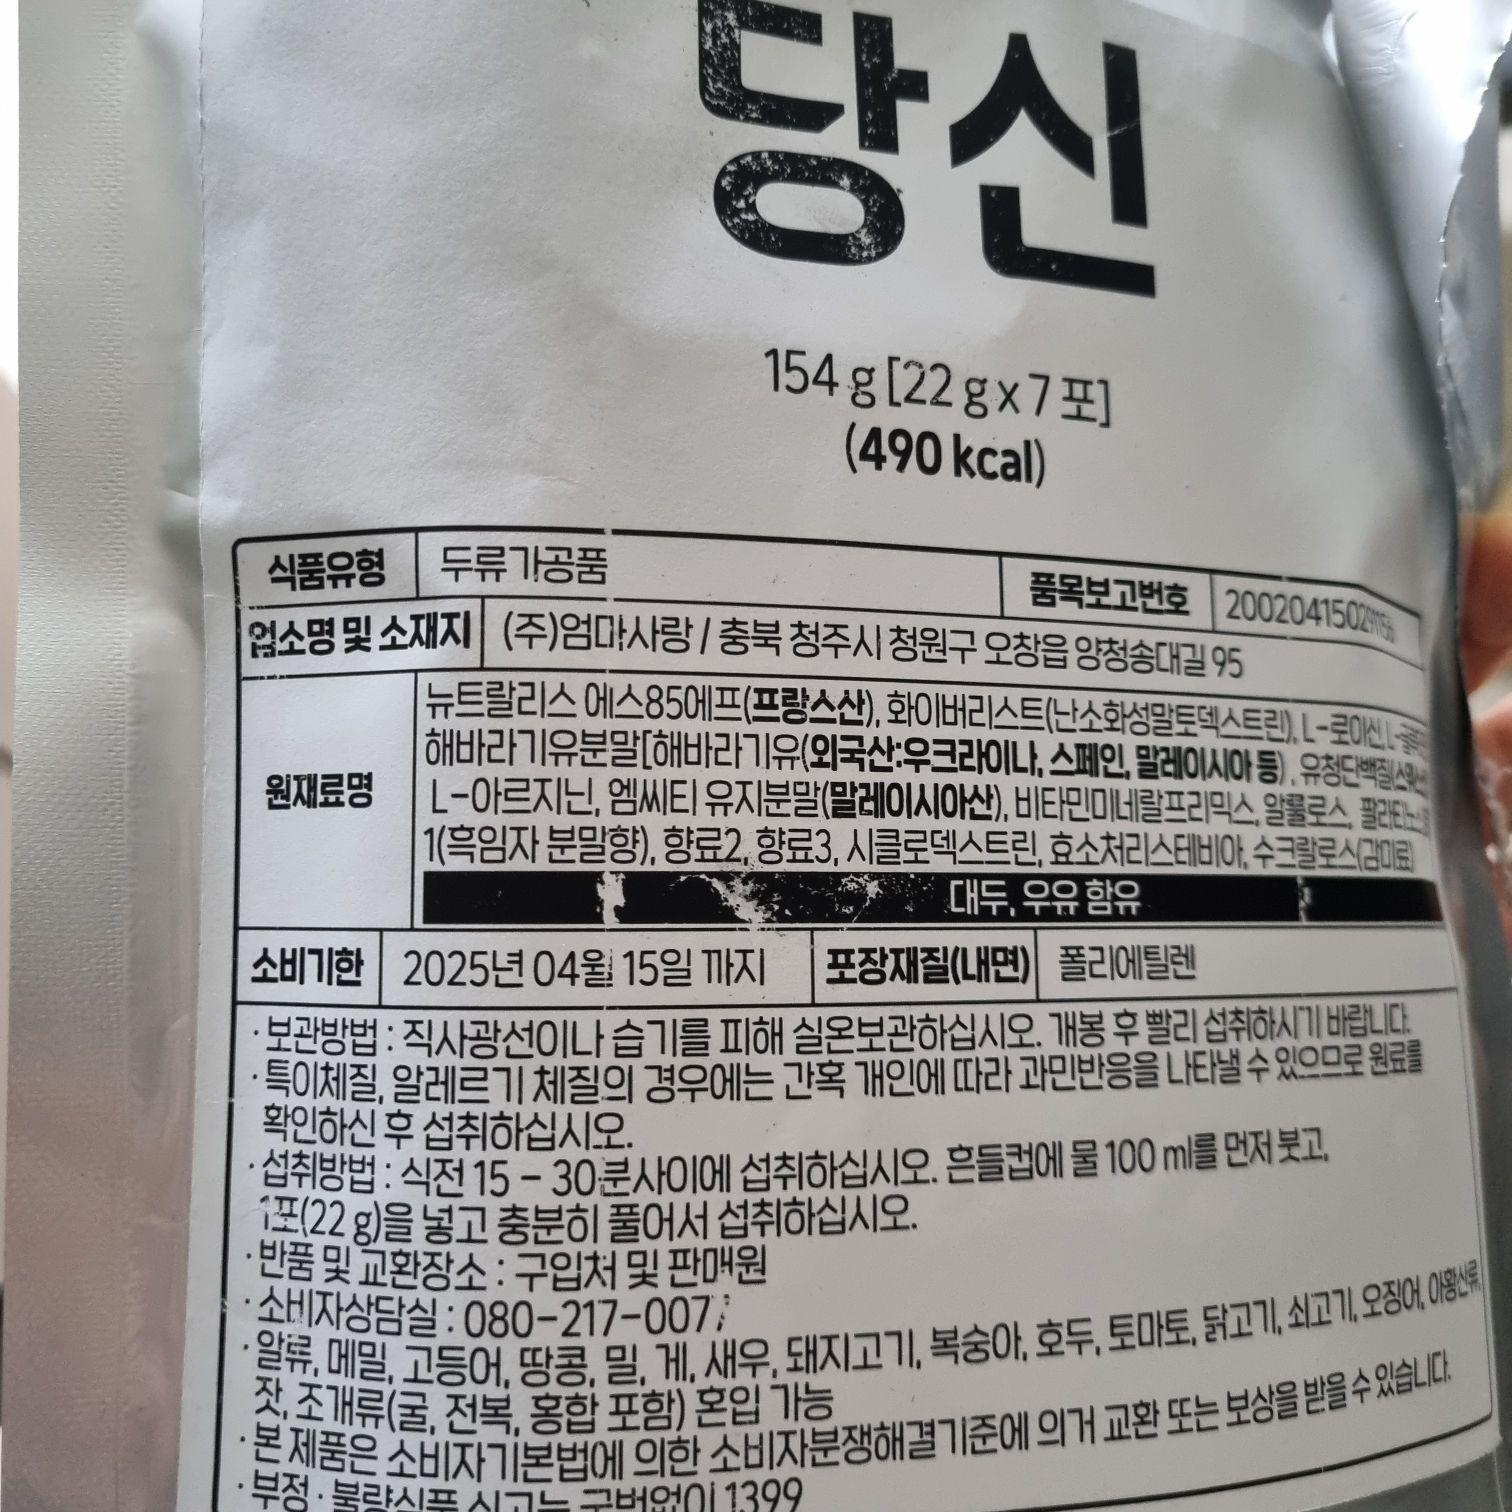 당신
154 g [22 g x 7 포]
(490 kcal)
식품유형 두류가공품 품목보고번호
업소명 및 소재지 (주)엄마사랑 / 충북 청주시 청원구 오창읍 양청송대길 95
원재료명
뉴트랄리스 에스85에프(프랑스산), 화이버리스트(난소화성말토덱스트린), L-로이신,
해바라기유분말[해바라기유(외국산:우크라이나, 스페인, 말레이시아 등), 유청단백질
L-아르지닌, 엠씨티 유지분말(말레이시아산), 비타민미네랄프리믹스, 알룰로스,
1(흑임자 분말향), 향료2, 향료3, 시클로덱스트린, 효소처리스테비아, 수크랄로스(감미료)
대두, 우유 함유
소비기한 2025년 04월 15일 까지 포장재질(내면) 폴리에틸렌
· 보관방법 : 직사광선이나 습기를 피해 실온보관하십시오. 개봉 후 빨리 섭취하시기 바랍니다.
· 특이체질, 알레르기 체질의 경우에는 간혹 개인에 따라 과민반응을 나타낼 수 있으므로 원료를
확인하신 후 섭취하십시오.
· 섭취방법 : 식전 15 - 30분사이에 섭취하십시오. 흔들컵에 물 100 ml를 먼저 붓고,
1포(22 g)을 넣고 충분히 풀어서 섭취하십시오.
· 반품 및 교환장소 : 구입처 및 판매원
· 소비자상담실 :
· 알류, 메밀, 고등어, 땅콩, 밀, 게, 새우, 돼지고기, 복숭아, 호두, 토마토, 닭고기, 쇠고기, 오징어, 아황산류,
잣, 조개류(굴, 전복, 홍합 포함) 혼입 가능
· 본 제품은 소비자기본법에 의한 소비자분쟁해결기준에 의거 교환 또는 보상을 받을 수 있습니다.
· 부정 · 불량식품 신고는 국번없이 1399